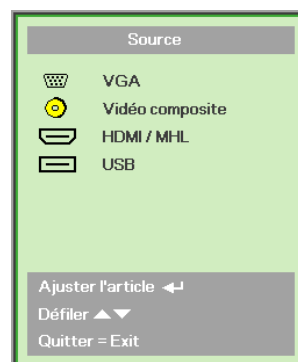 Source
VGA
Vidéo composite
HDMI / MHL
USB
Ajuster l'article
Défiler
Quitter = Exit